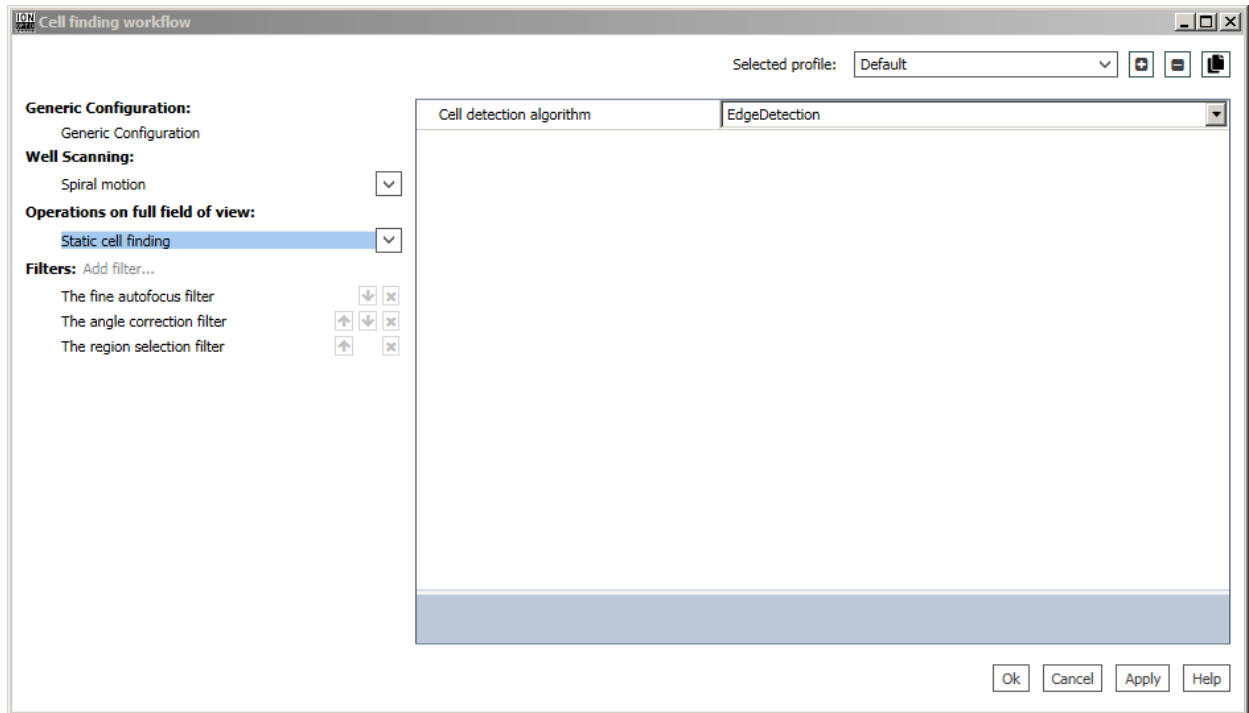 ION
Cell finding workflow
Selected profile: Default
Generic Configuration:
Generic Configuration
Well Scanning:
Spiral motion
Operations on full field of view:
Static cell finding
Filters: Add filter...
The fine autofocus filter
The angle correction filter
The region selection filter
Cell detection algorithm EdgeDetection
Ok Cancel Apply Help